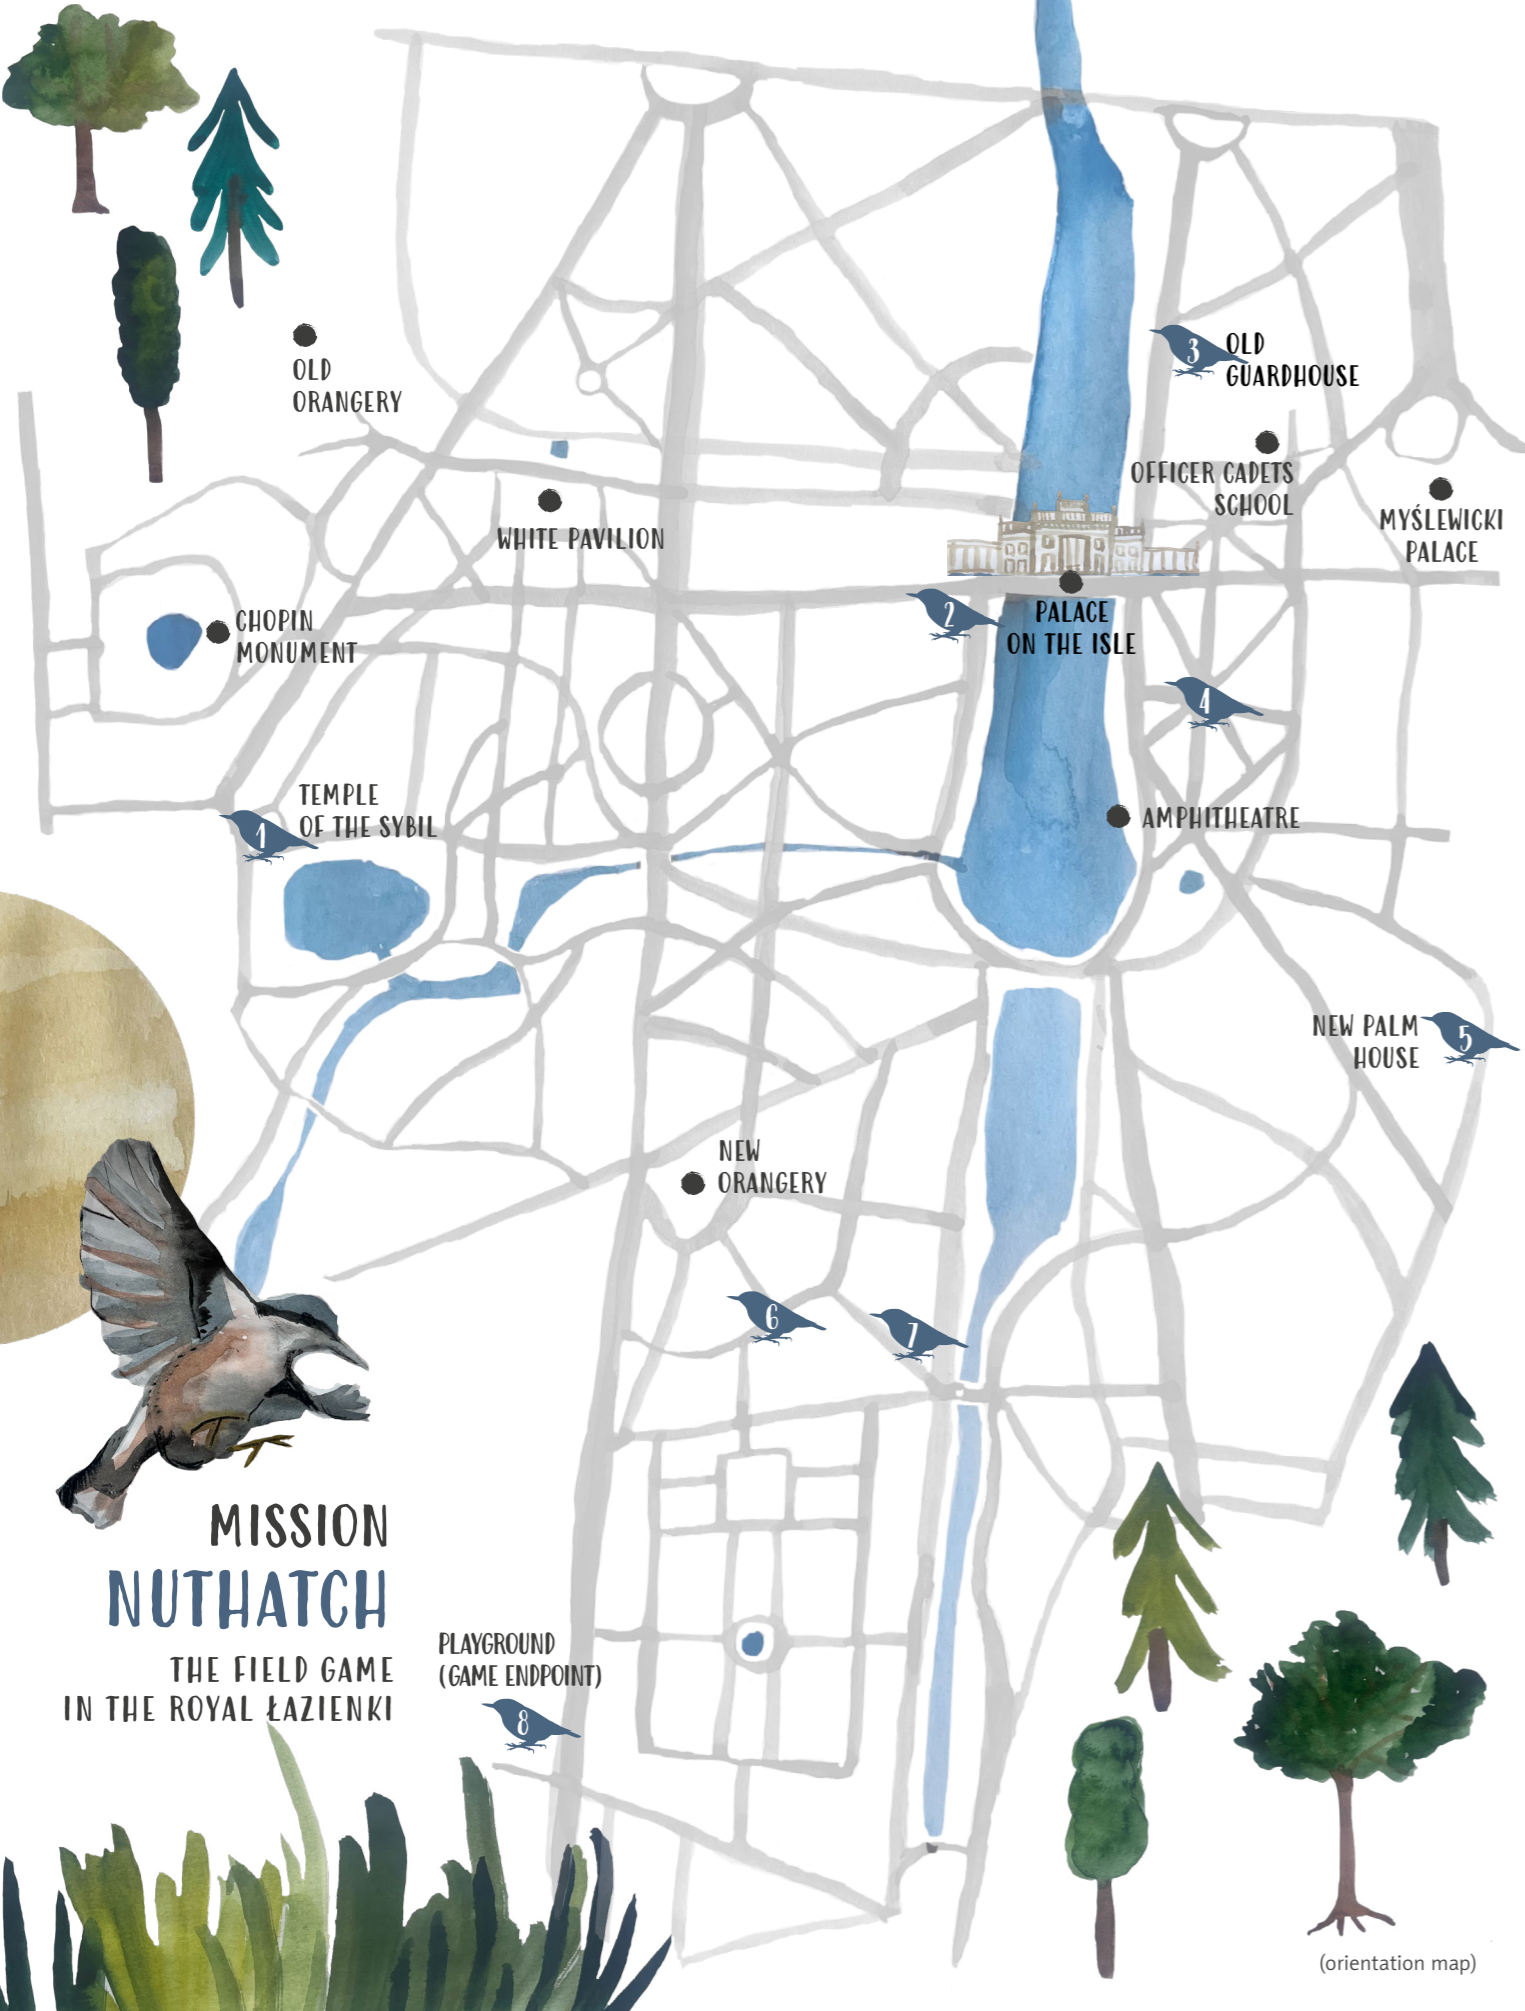 3
OLD
GUARDHOUSE
OLD
ORANGERY
OFFICER CADETS
SCHOOL
MYŚLEWICKI
PALACE
WHITE PAVILION
2
PALACE
ON THE ISLE
CHOPIN
MONUMENT
4
TEMPLE
OF THE SYBIL
1
AMPHITHEATRE
NEW PALM
HOUSE
5
NEW
ORANGERY
6
7
MISSION
NUTHATCH
THE FIELD GAME
IN THE ROYAL ŁAZIENKI
PLAYGROUND
(GAME ENDPOINT)
8
(orientation map)